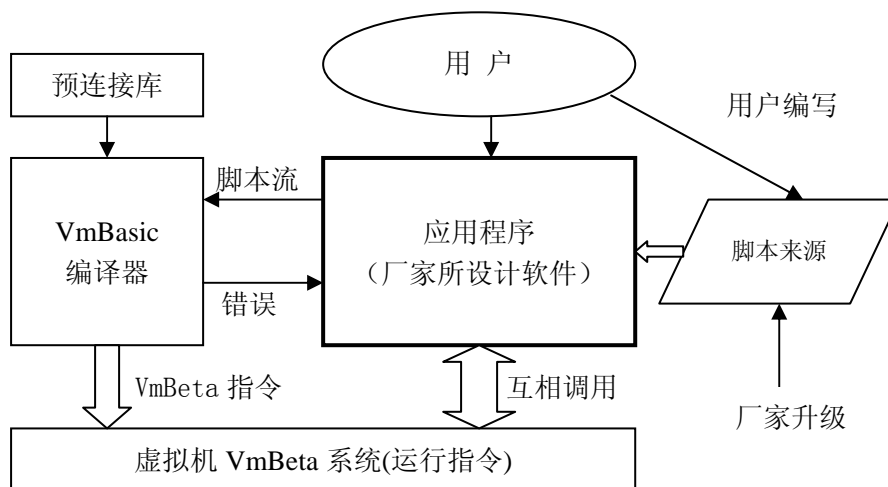 预连接库
用 户
用户编写
脚本流
VmBasic
编译器
应用程序
（厂家所设计软件）
脚本来源
错误
VmBeta 指令
互相调用
厂家升级
虚拟机 VmBeta 系统(运行指令)